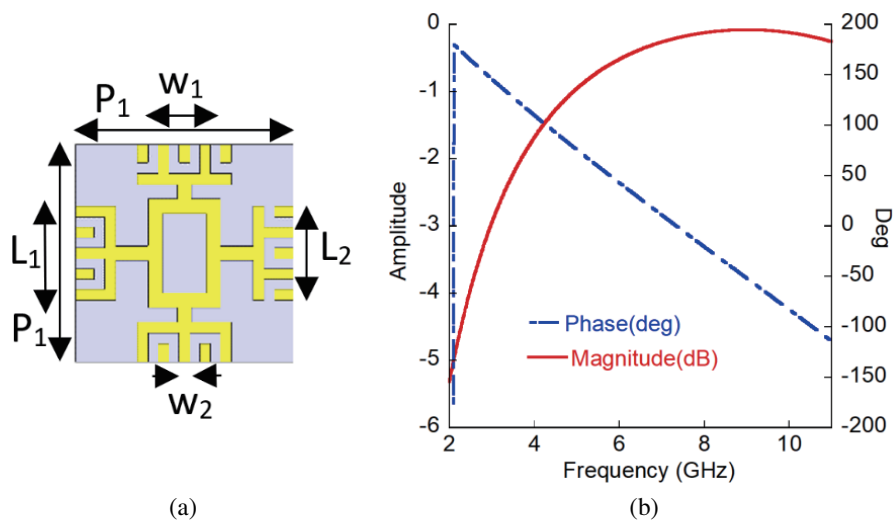 P₁
w₁
L₁
L₂
P₁
w₂
(a)
0
-1
-2
-3
-4
-5
-6
Amplitude
200
150
100
50
0
-50
-100
-150
-200
Deg
Phase(deg)
Magnitude(dB)
2 4 6 8 10
Frequency (GHz)
(b)